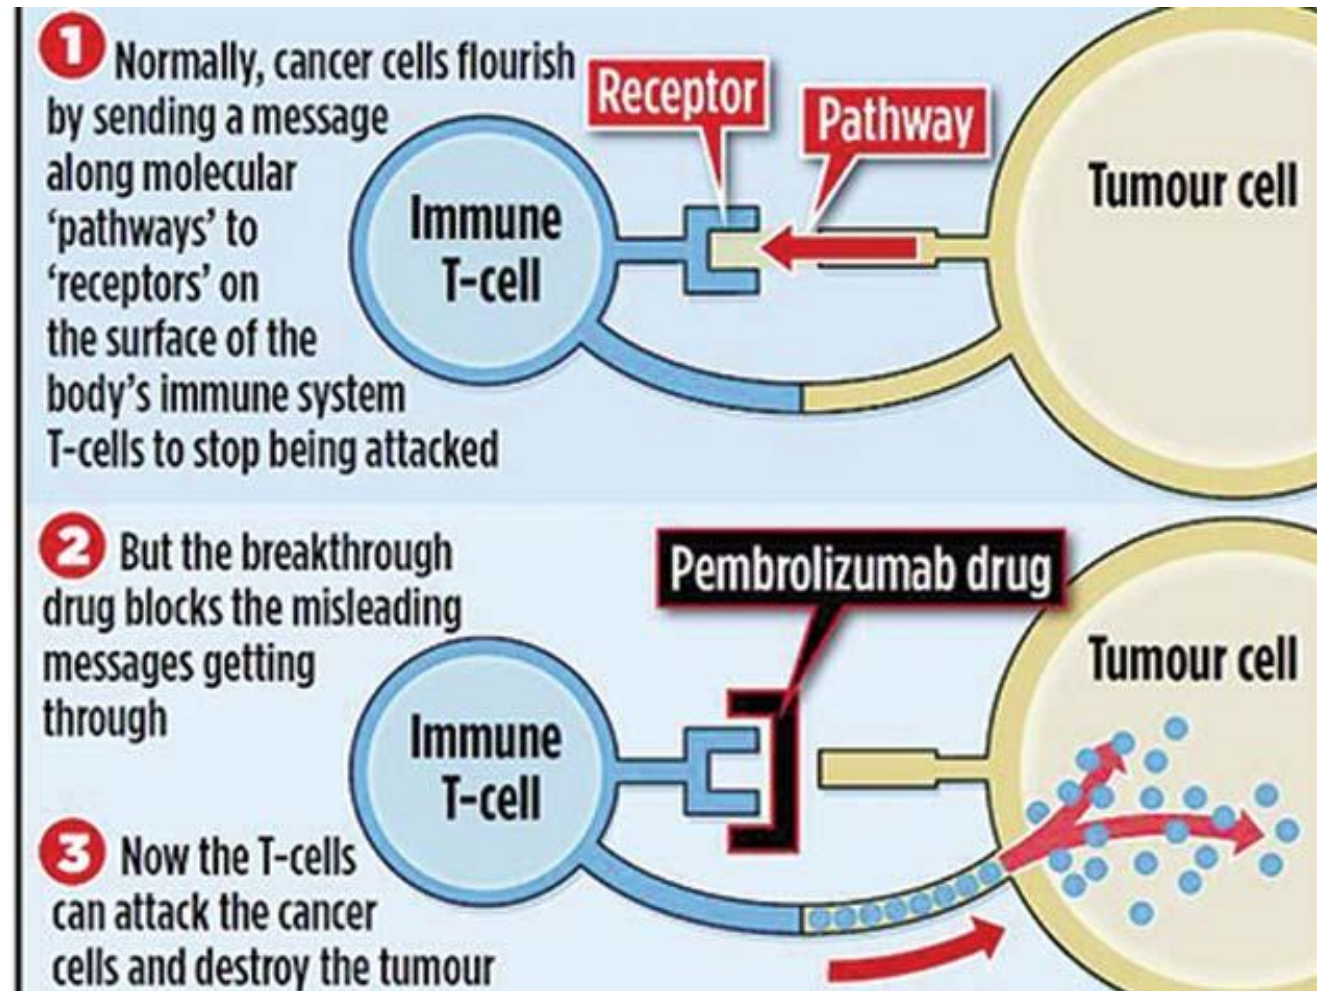 1 Normally, cancer cells flourish
by sending a message
along molecular
‘pathways’ to
‘receptors’ on
the surface of the
body’s immune system
T-cells to stop being attacked
Receptor
Pathway
Immune
T-cell
Tumour cell
2 But the breakthrough
drug blocks the misleading
messages getting
through
Pembrolizumab drug
Immune
T-cell
Tumour cell
3 Now the T-cells
can attack the cancer
cells and destroy the tumour